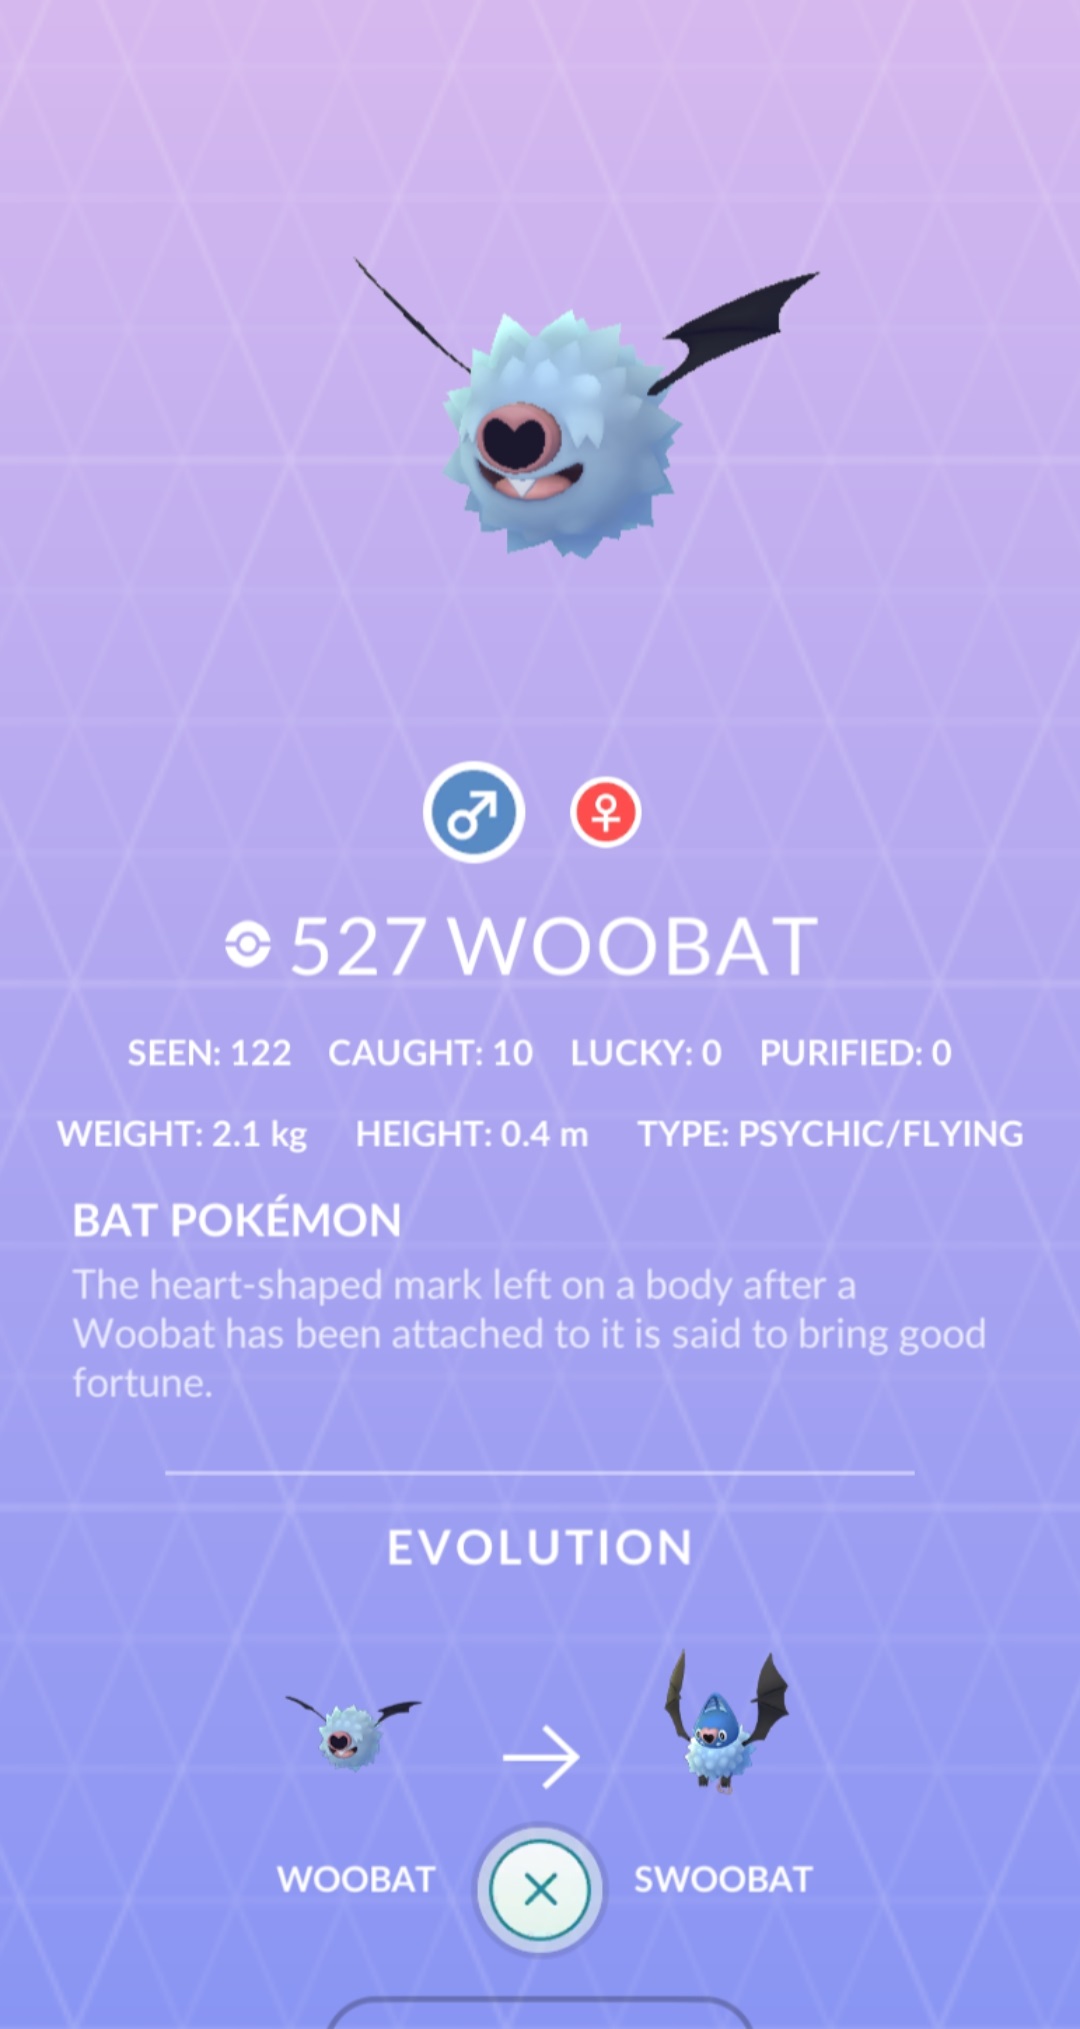 527 WOOBAT
SEEN: 122 CAUGHT: 10 LUCKY: 0 PURIFIED: 0
WEIGHT: 2.1 kg HEIGHT: 0.4 m TYPE: PSYCHIC/FLYING
BAT POKÉMON
The heart-shaped mark left on a body after a
Woobat has been attached to it is said to bring good
fortune.
EVOLUTION
WOOBAT SWOOBAT